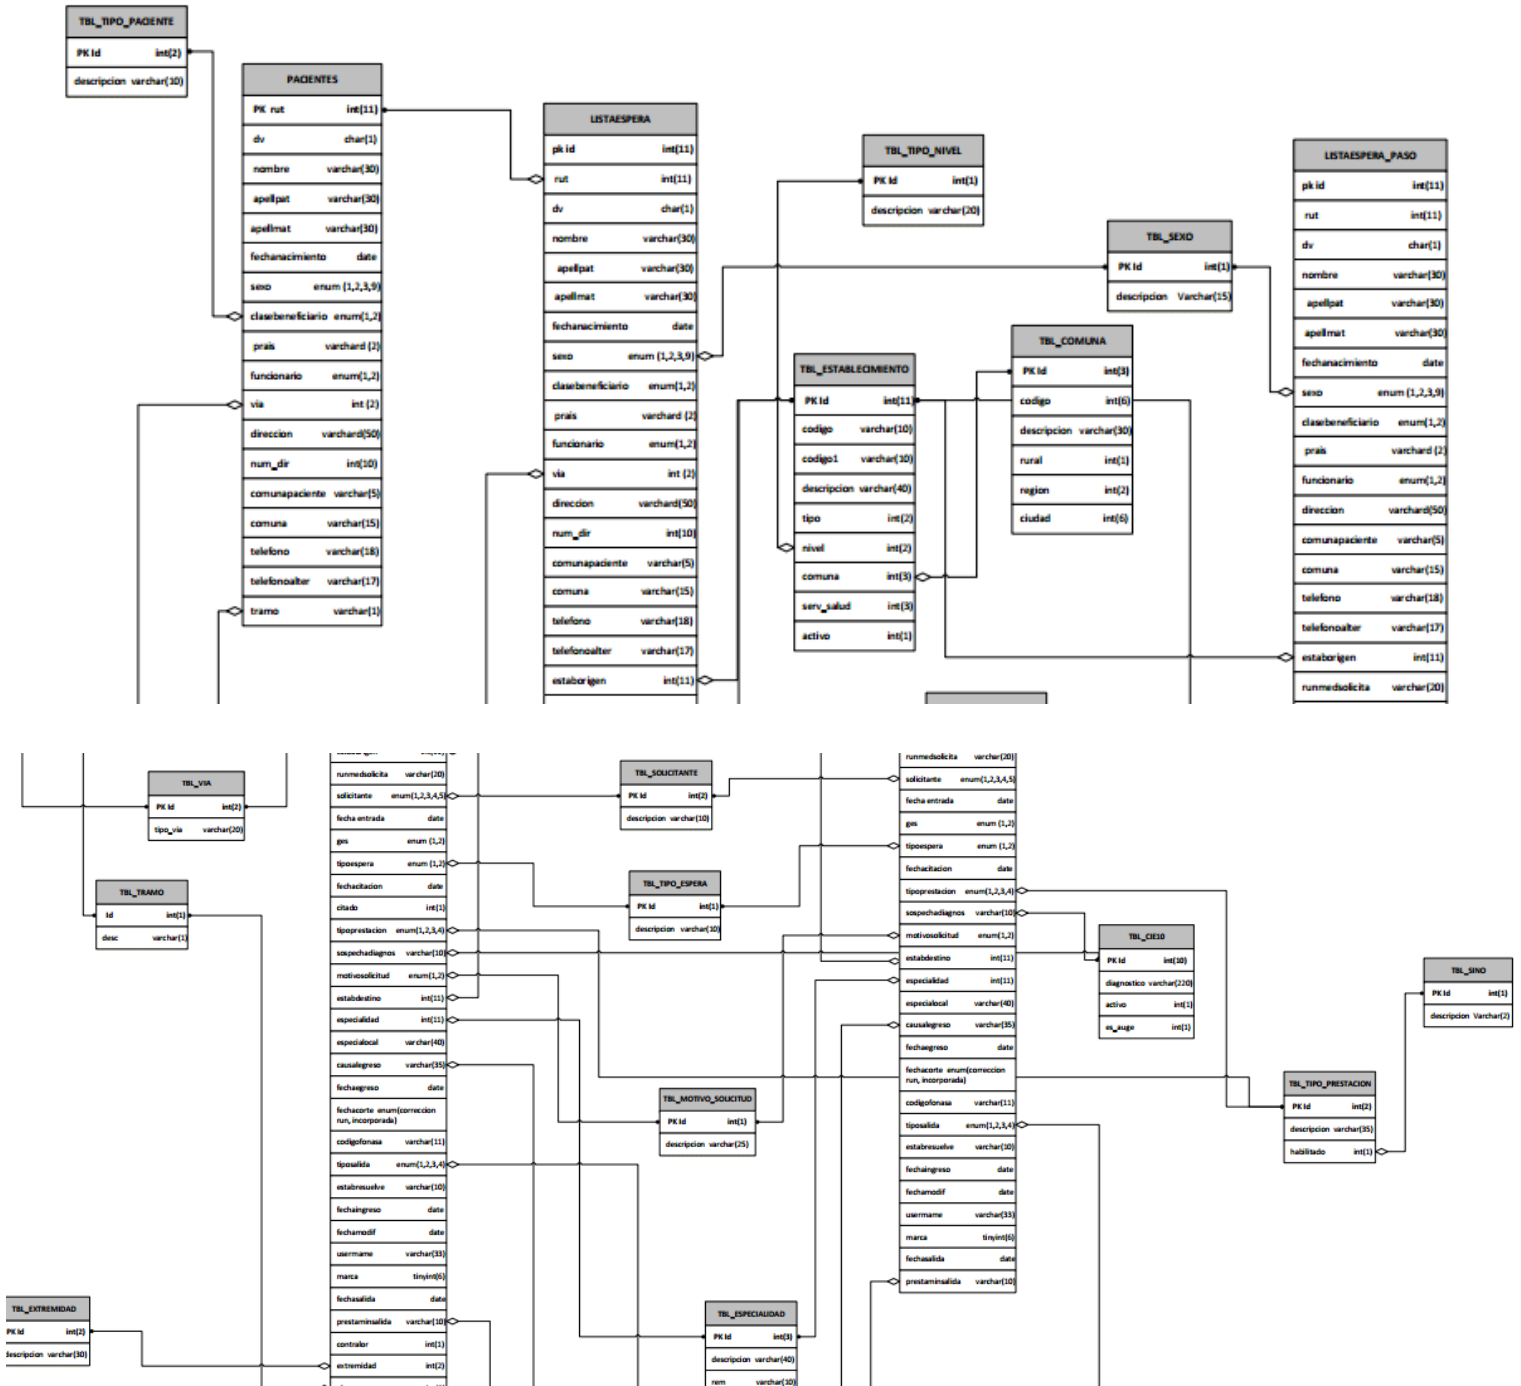 TBL_TIPO_PACIENTE
PK Id int(2)
descripcion varchar(10)
PACIENTES
PK rut int(11)
dv char(1)
nombre varchar(30)
apellpat varchar(30)
apellmat varchar(30)
fechanacimiento date
sexo enum (1,2,3,9)
clasebeneficiario enum(1,2)
prais varchard (2)
funcionario enum(1,2)
via int (2)
direccion varchard(50)
num_dir int(10)
comunapaciente varchar(5)
comuna varchar(15)
telefono varchar(18)
telefonoalter varchar(17)
tramo varchar(1)
LISTAESPERA
pk id int(11)
rut int(11)
dv char(1)
nombre varchar(30)
apellpat varchar(30)
apellmat varchar(30)
fechanacimiento date
sexo enum (1,2,3,9)
clasebeneficiario enum(1,2)
prais varchard (2)
funcionario enum(1,2)
via int (2)
direccion varchard(50)
num_dir int(10)
comunapaciente varchar(5)
comuna varchar(15)
telefono varchar(18)
telefonoalter varchar(17)
estaborigen int(11)
TBL_TIPO_NIVEL
PK Id int(1)
descripcion varchar(20)
TBL_SEXO
PK Id int(1)
descripcion Varchar(15)
TBL_ESTABLECIMIENTO
PK Id int(11)
codigo varchar(10)
codigo1 varchar(10)
descripcion varchar(40)
tipo int(2)
nivel int(2)
comuna int(3)
serv_salud int(3)
activo int(1)
TBL_COMUNA
PK Id int(3)
codigo int(6)
descripcion varchar(30)
rural int(1)
region int(2)
ciudad int(6)
LISTAESPERA_PASO
pk id int(11)
rut int(11)
dv char(1)
nombre varchar(30)
apellpat varchar(30)
apellmat varchar(30)
fechanacimiento date
sexo enum (1,2,3,9)
clasebeneficiario enum(1,2)
prais varchard (2)
funcionario enum(1,2)
direccion varchard(50)
comunapaciente varchar(5)
comuna varchar(15)
telefono varchar(18)
telefonoalter varchar(17)
estaborigen int(11)
runmedsolicita varchar(20)
TBL_VIA
PK Id int(2)
tipo_via varchar(20)
TBL_TRAMO
Id int(1)
desc varchar(1)
TBL_EXTREMIDAD
PK Id int(2)
descripcion varchar(30)
runmedsolicita varchar(20)
solicitante enum(1,2,3,4,5)
fecha entrada date
ges enum (1,2)
tipoespera enum (1,2)
fechacitacion date
citado int(1)
tipoprestacion enum(1,2,3,4)
sospechadiagnos varchar(10)
motivosolicitud enum(1,2)
estabdestino int(11)
especialidad int(11)
especialocal varchar(40)
causalegreso varchar(35)
fechaegreso date
fechacorte enum(correccion
run, incorporada)
codigofonasa varchar(11)
tiposalida enum(1,2,3,4)
estabresuelve varchar(10)
fechaingreso date
fechamodif date
username varchar(33)
marca tinyint(6)
fechasalida date
prestaminsalida varchar(10)
contralor int(1)
extremidad int(2)
TBL_SOLICITANTE
PK Id int(2)
descripcion varchar(10)
TBL_TIPO_ESPERA
PK Id int(1)
descripcion varchar(10)
TBL_MOTIVO_SOLICITUD
PK Id int(1)
descripcion varchar(25)
TBL_ESPECIALIDAD
PK Id int(3)
descripcion varchar(40)
rem varchar(10)
runmedsolicita varchar(20)
solicitante enum(1,2,3,4,5)
fecha entrada date
ges enum (1,2)
tipoespera enum (1,2)
fechacitacion date
tipoprestacion enum(1,2,3,4)
sospechadiagnos varchar(10)
motivosolicitud enum(1,2)
estabdestino int(11)
especialidad int(11)
especialocal varchar(40)
causalegreso varchar(35)
fechaegreso date
fechacorte enum(correccion
run, incorporada)
codigofonasa varchar(11)
tiposalida enum(1,2,3,4)
estabresuelve varchar(10)
fechaingreso date
fechamodif date
username varchar(33)
marca tinyint(6)
fechasalida date
prestaminsalida varchar(10)
TBL_CIE10
PK Id int(10)
diagnostico varchar(220)
activo int(1)
es_auge int(1)
TBL_SINO
PK Id int(1)
descripcion Varchar(2)
TBL_TIPO_PRESTACION
PK Id int(2)
descripcion varchar(35)
habilitado int(1)